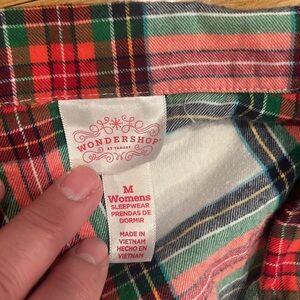 WONDERSHOP
AT TARGET
M
Womens
SLEEPWEAR
PRENDAS DE
DORMIR
MADE IN
VIETNAM
HECHO EN
VIETNAM